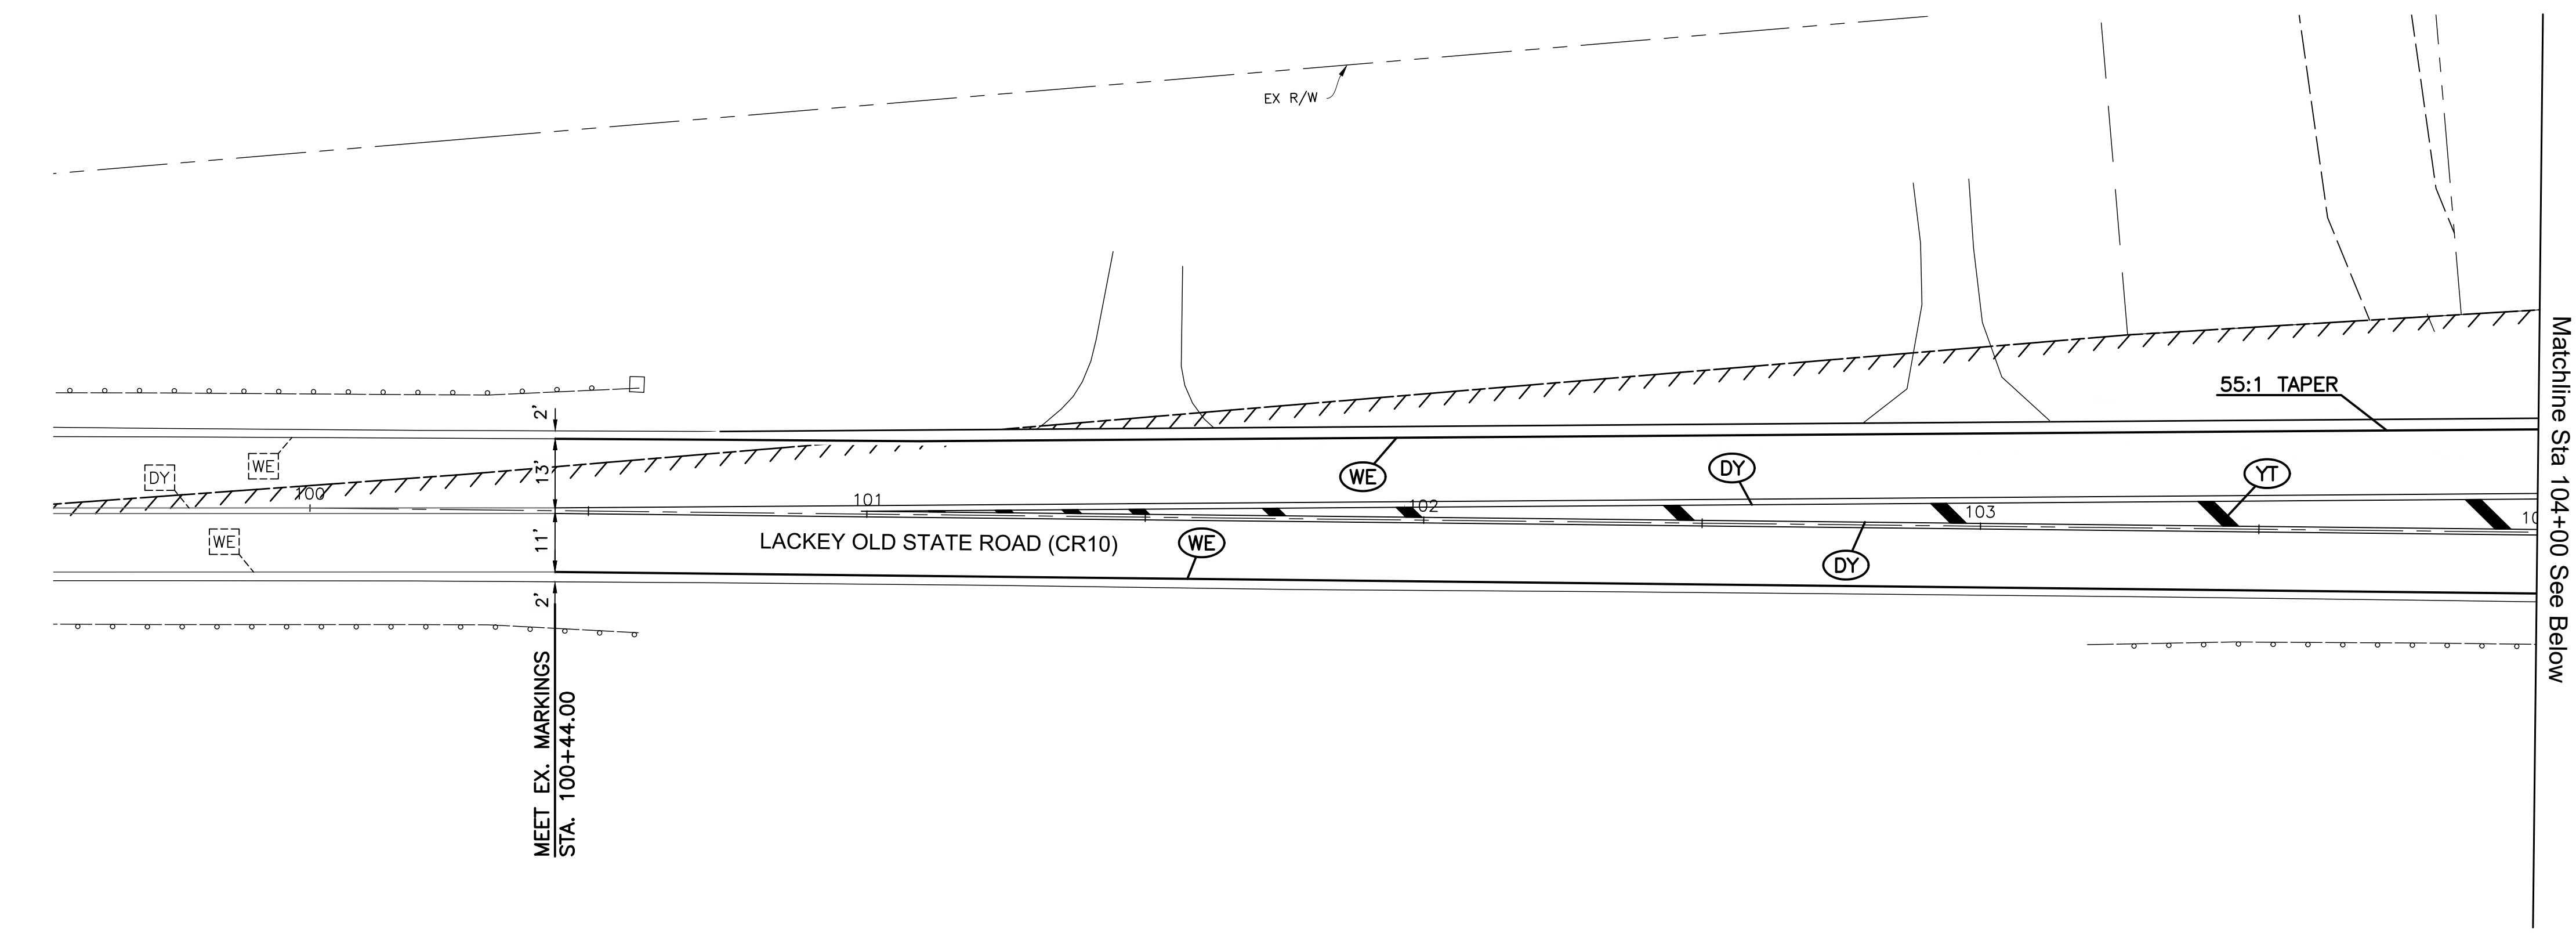 EX R/W
55:1 TAPER
Matchline Sta 104+00 See Below
2'
WE
DY
13'
100
WE
DY
YT
101
102
103
10
WE
11'
LACKEY OLD STATE ROAD (CR10)
WE
DY
2'
MEET EX. MARKINGS
STA. 100+44.00